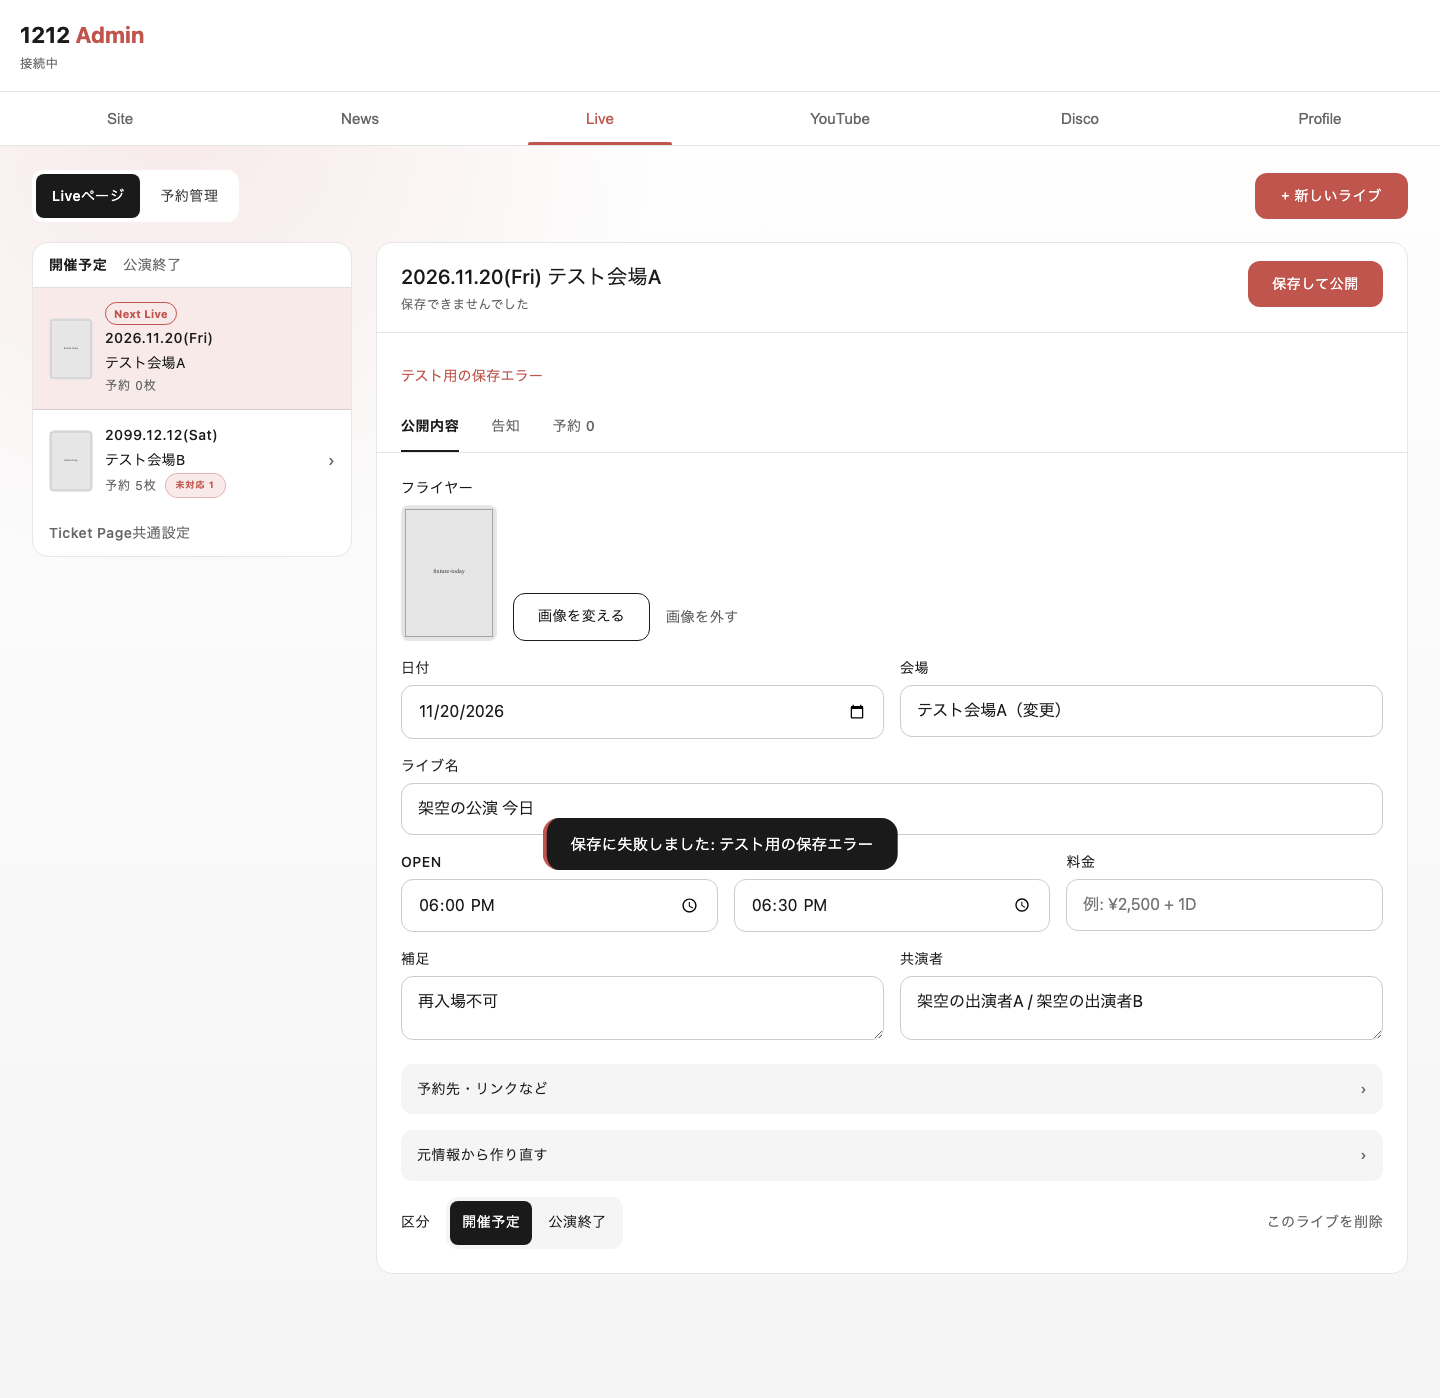 1212 Admin
接続中
Site
News
Live
YouTube
Disco
Profile
Liveページ
予約管理
+ 新しいライブ
開催予定
公演終了
Next Live
2026.11.20(Fri)
テスト会場A
予約 0枚
2099.12.12(Sat)
テスト会場B
予約 5枚
未対応 1
›
Ticket Page共通設定
2026.11.20(Fri) テスト会場A
保存できませんでした
保存して公開
テスト用の保存エラー
公開内容
告知
予約 0
フライヤー
fixture-today
画像を変える
画像を外す
日付
会場
11/20/2026
テスト会場A（変更）
ライブ名
架空の公演 今日
保存に失敗しました: テスト用の保存エラー
OPEN
料金
06:00 PM
06:30 PM
例: ¥2,500 + 1D
補足
共演者
再入場不可
架空の出演者A / 架空の出演者B
予約先・リンクなど
›
元情報から作り直す
›
区分
開催予定
公演終了
このライブを削除